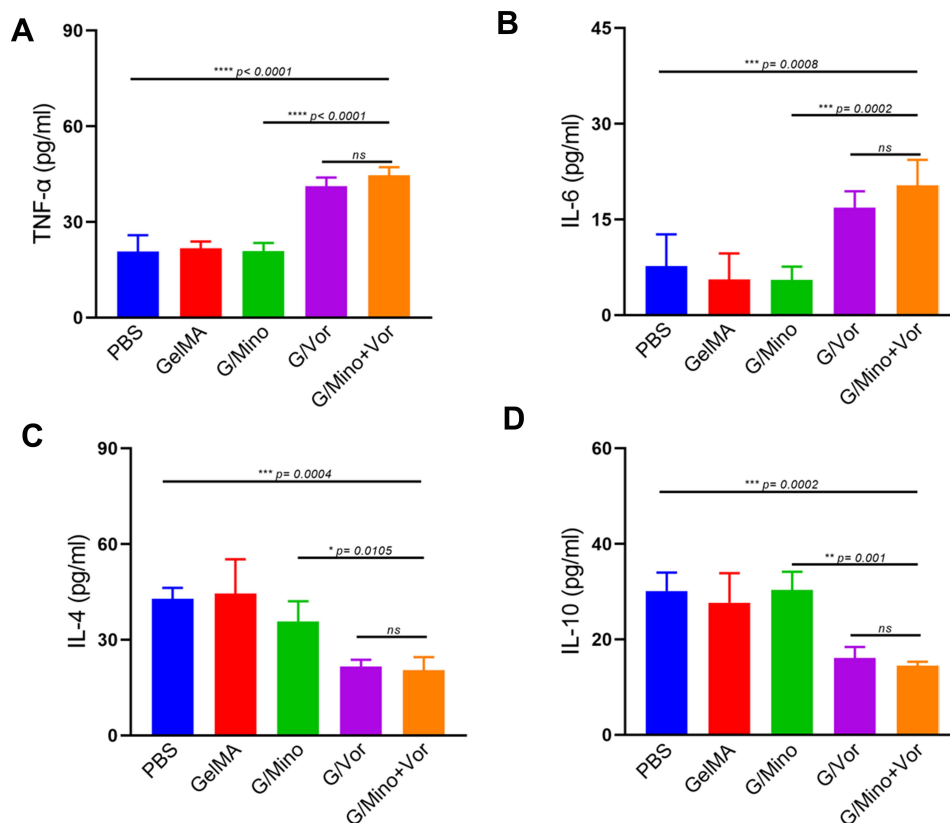 A
TNF-α (pg/ml)
90
60
30
0
**** p< 0.0001
**** p< 0.0001
ns
PBS
GelMA
G/Mino
G/Vor
G/Mino+Vor
B
IL-6 (pg/ml)
45
30
15
0
*** p= 0.0008
*** p= 0.0002
ns
PBS
GelMA
G/Mino
G/Vor
G/Mino+Vor
C
IL-4 (pg/ml)
90
60
30
0
*** p= 0.0004
* p= 0.0105
ns
PBS
GelMA
G/Mino
G/Vor
G/Mino+Vor
D
IL-10 (pg/ml)
60
40
20
0
*** p= 0.0002
** p= 0.001
ns
PBS
GelMA
G/Mino
G/Vor
G/Mino+Vor